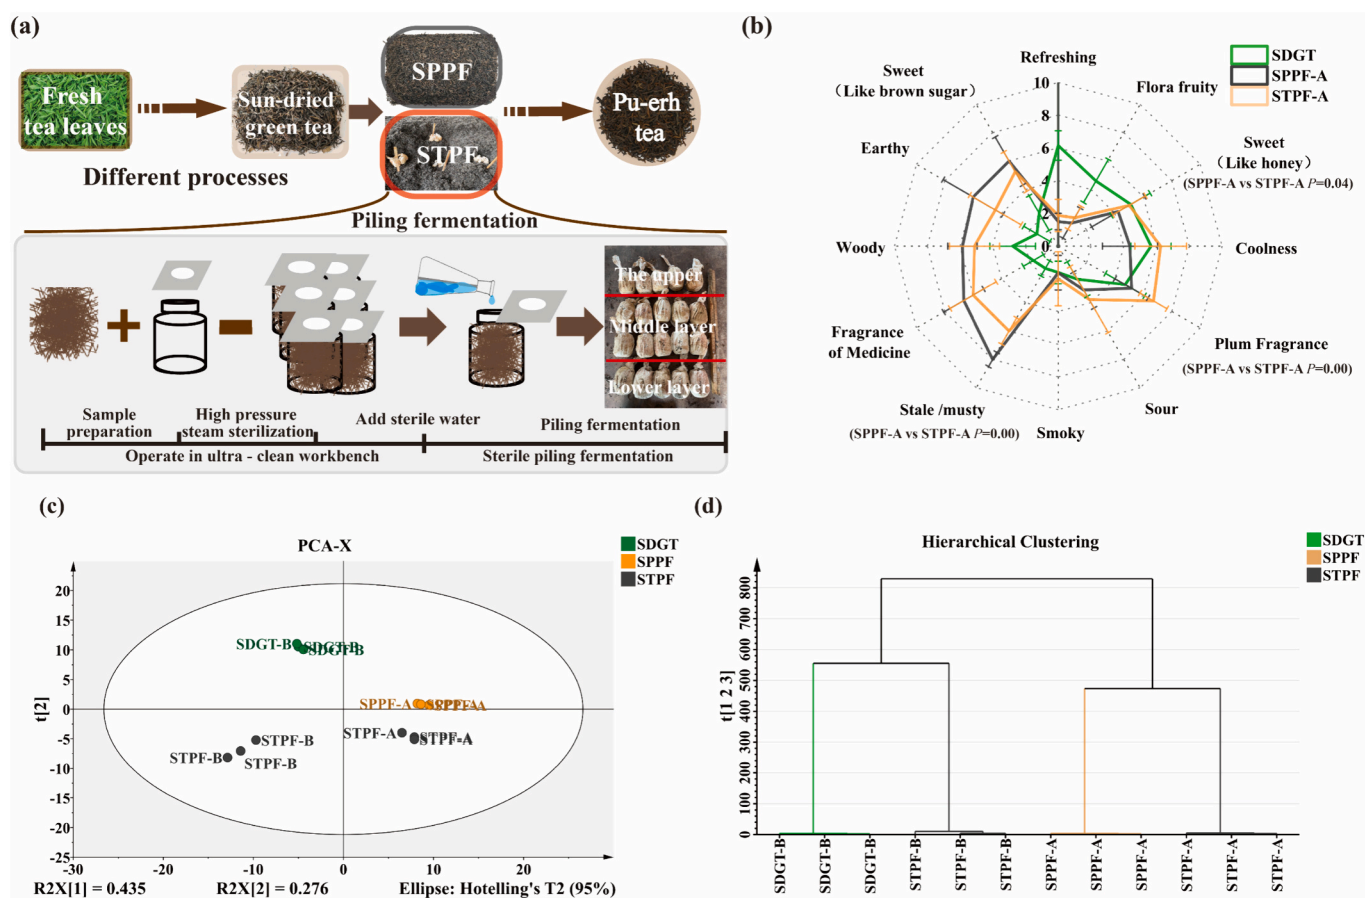 (a)
Fresh
tea leaves
Sun-dried
green tea
SPPF
STPF
Pu-erh
tea
Different processes
Piling fermentation
The upper
Middle layer
Lower layer
Sample
preparation
High pressure
steam sterilization
Add sterile water
Piling fermentation
Operate in ultra - clean workbench
Sterile piling fermentation
(b)
SDGT
SPPF-A
STPF-A
Refreshing
Flora fruity
Sweet
(Like honey)
(SPPF-A vs STPF-A P=0.04)
Coolness
Plum Fragrance
(SPPF-A vs STPF-A P=0.00)
Sour
Smoky
Stale /musty
(SPPF-A vs STPF-A P=0.00)
Fragrance
of Medicine
Woody
Earthy
Sweet
(Like brown sugar)
10
8
6
4
2
0
(c)
PCA-X
SDGT
SPPF
STPF
t[2]
20
15
10
5
0
-5
-10
-15
-20
-25
SDGT-B
SDGT-B
SDGT-B
SPPF-A
SPPF-A
SPPF-A
STPF-A
STPF-A
STPF-A
STPF-B
STPF-B
STPF-B
-30
-20
-10
0
10
20
R2X[1] = 0.435
R2X[2] = 0.276
Ellipse: Hotelling's T2 (95%)
(d)
Hierarchical Clustering
SDGT
SPPF
STPF
t[1 2 3]
800
700
600
500
400
300
200
100
0
SDGT-B
SDGT-B
SDGT-B
STPF-B
STPF-B
STPF-B
SPPF-A
SPPF-A
SPPF-A
STPF-A
STPF-A
STPF-A